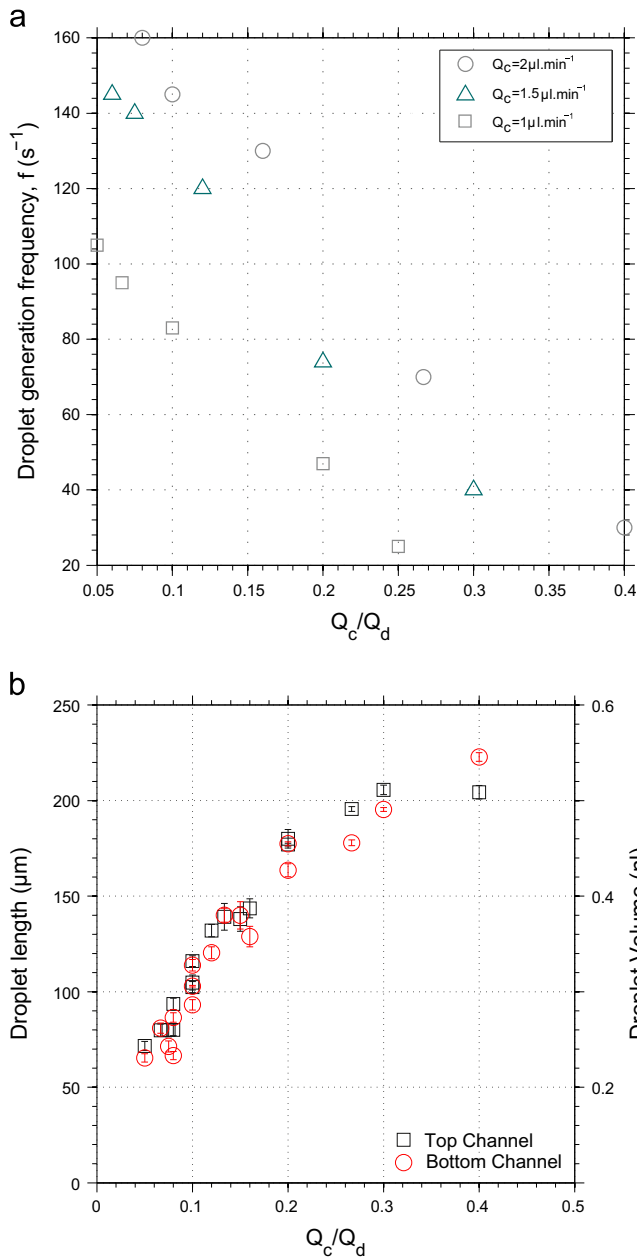 a
160
140
120
100
80
60
40
20
Droplet generation frequency, f (s⁻¹)
Q_c=2µl.min⁻¹
Q_c=1.5µl.min⁻¹
Q_c=1µl.min⁻¹
0.05 0.1 0.15 0.2 0.25 0.3 0.35 0.4
Q_c/Q_d
b
250
200
150
100
50
0
Droplet length (µm)
0.6
0.4
0.2
Droplet Volume (nl)
Top Channel
Bottom Channel
0 0.1 0.2 0.3 0.4 0.5
Q_c/Q_d